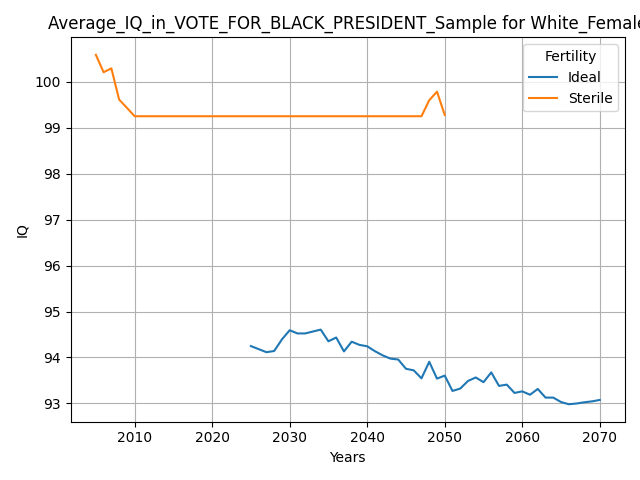 Average_IQ_in_VOTE_FOR_BLACK_PRESIDENT_Sample for White_Female
Fertility
Ideal
Sterile
IQ
100
99
98
97
96
95
94
93
2010 2020 2030 2040 2050 2060 2070
Years